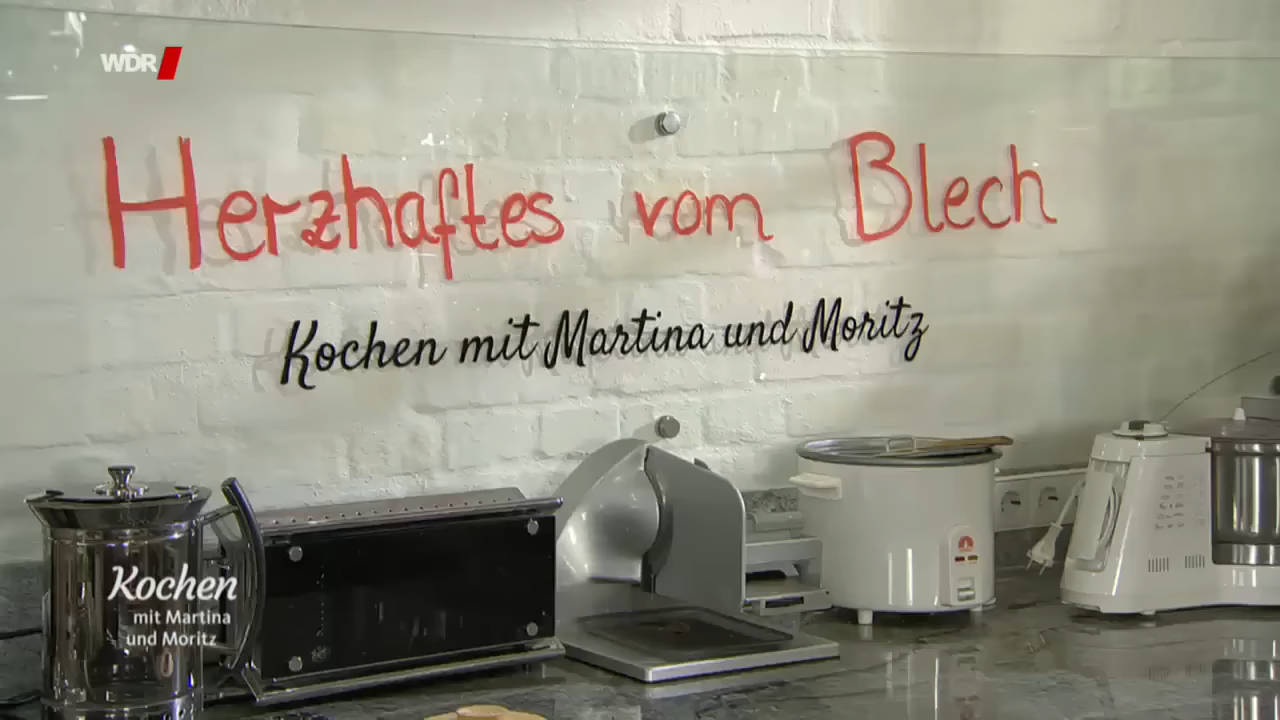 WDR
Herzhaftes vom Blech
Kochen mit Martina und Moritz
Kochen
mit Martina
und Moritz